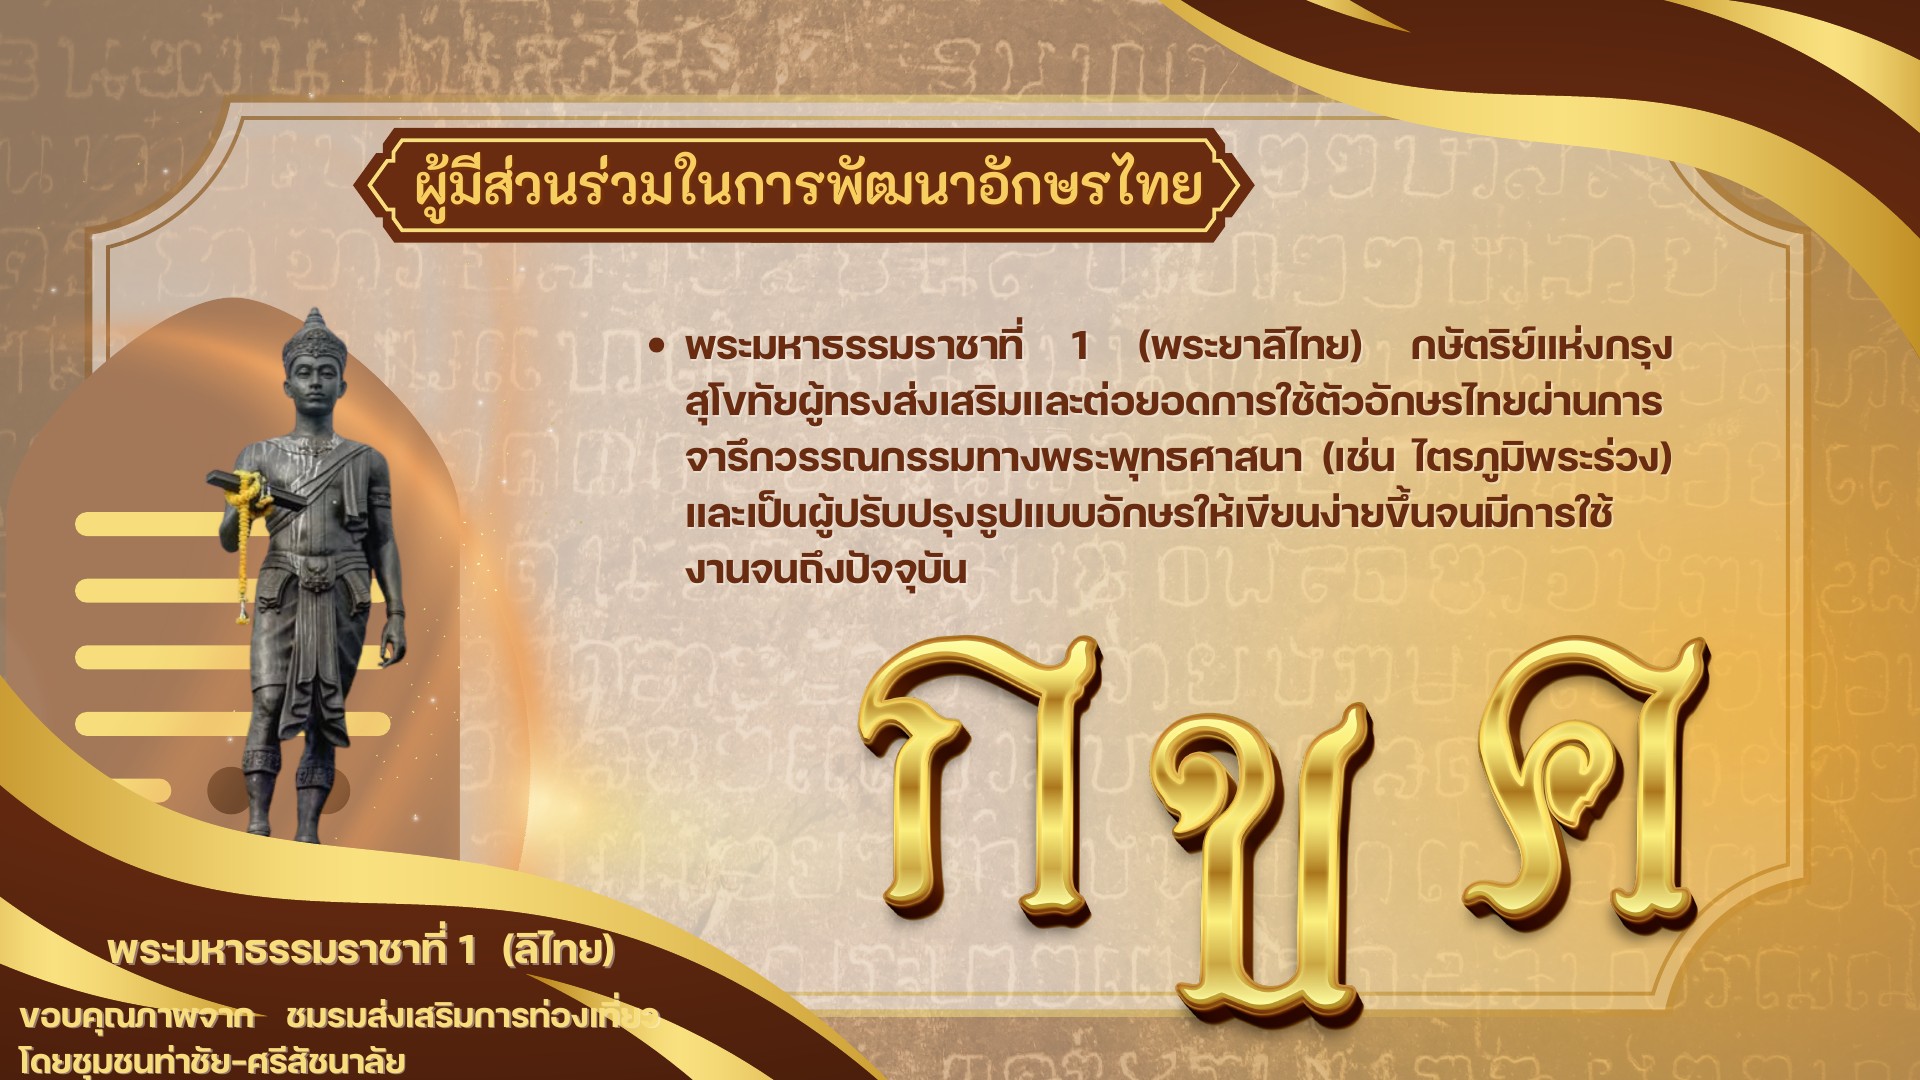 ผู้มีส่วนร่วมในการพัฒนาอักษรไทย
• พระมหาธรรมราชาที่ 1 (พระยาลิไทย) กษัตริย์แห่งกรุง
สุโขทัยผู้ทรงส่งเสริมและต่อยอดการใช้ตัวอักษรไทยผ่านการ
จารึกวรรณกรรมทางพระพุทธศาสนา (เช่น ไตรภูมิพระร่วง)
และเป็นผู้ปรับปรุงรูปแบบอักษรให้เขียนง่ายขึ้นจนมีการใช้
งานจนถึงปัจจุบัน
ก ข ค
พระมหาธรรมราชาที่ 1 (ลิไทย)
ขอบคุณภาพจาก ชมรมส่งเสริมการท่องเที่ยว
โดยชุมชนท่าชัย-ศรีสัชนาลัย